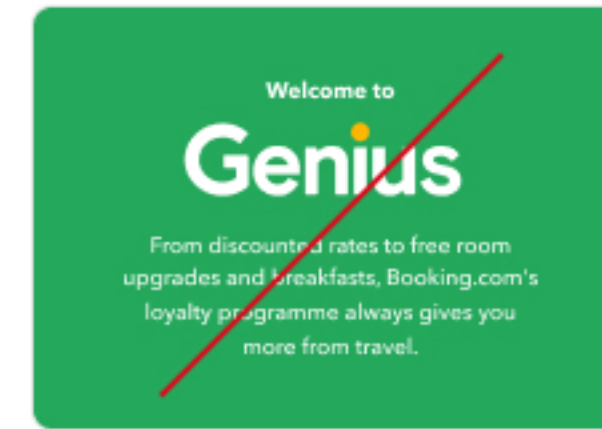 Welcome to
Genius
From discounted rates to free room
upgrades and breakfasts, Booking.com's
loyalty programme always gives you
more from travel.